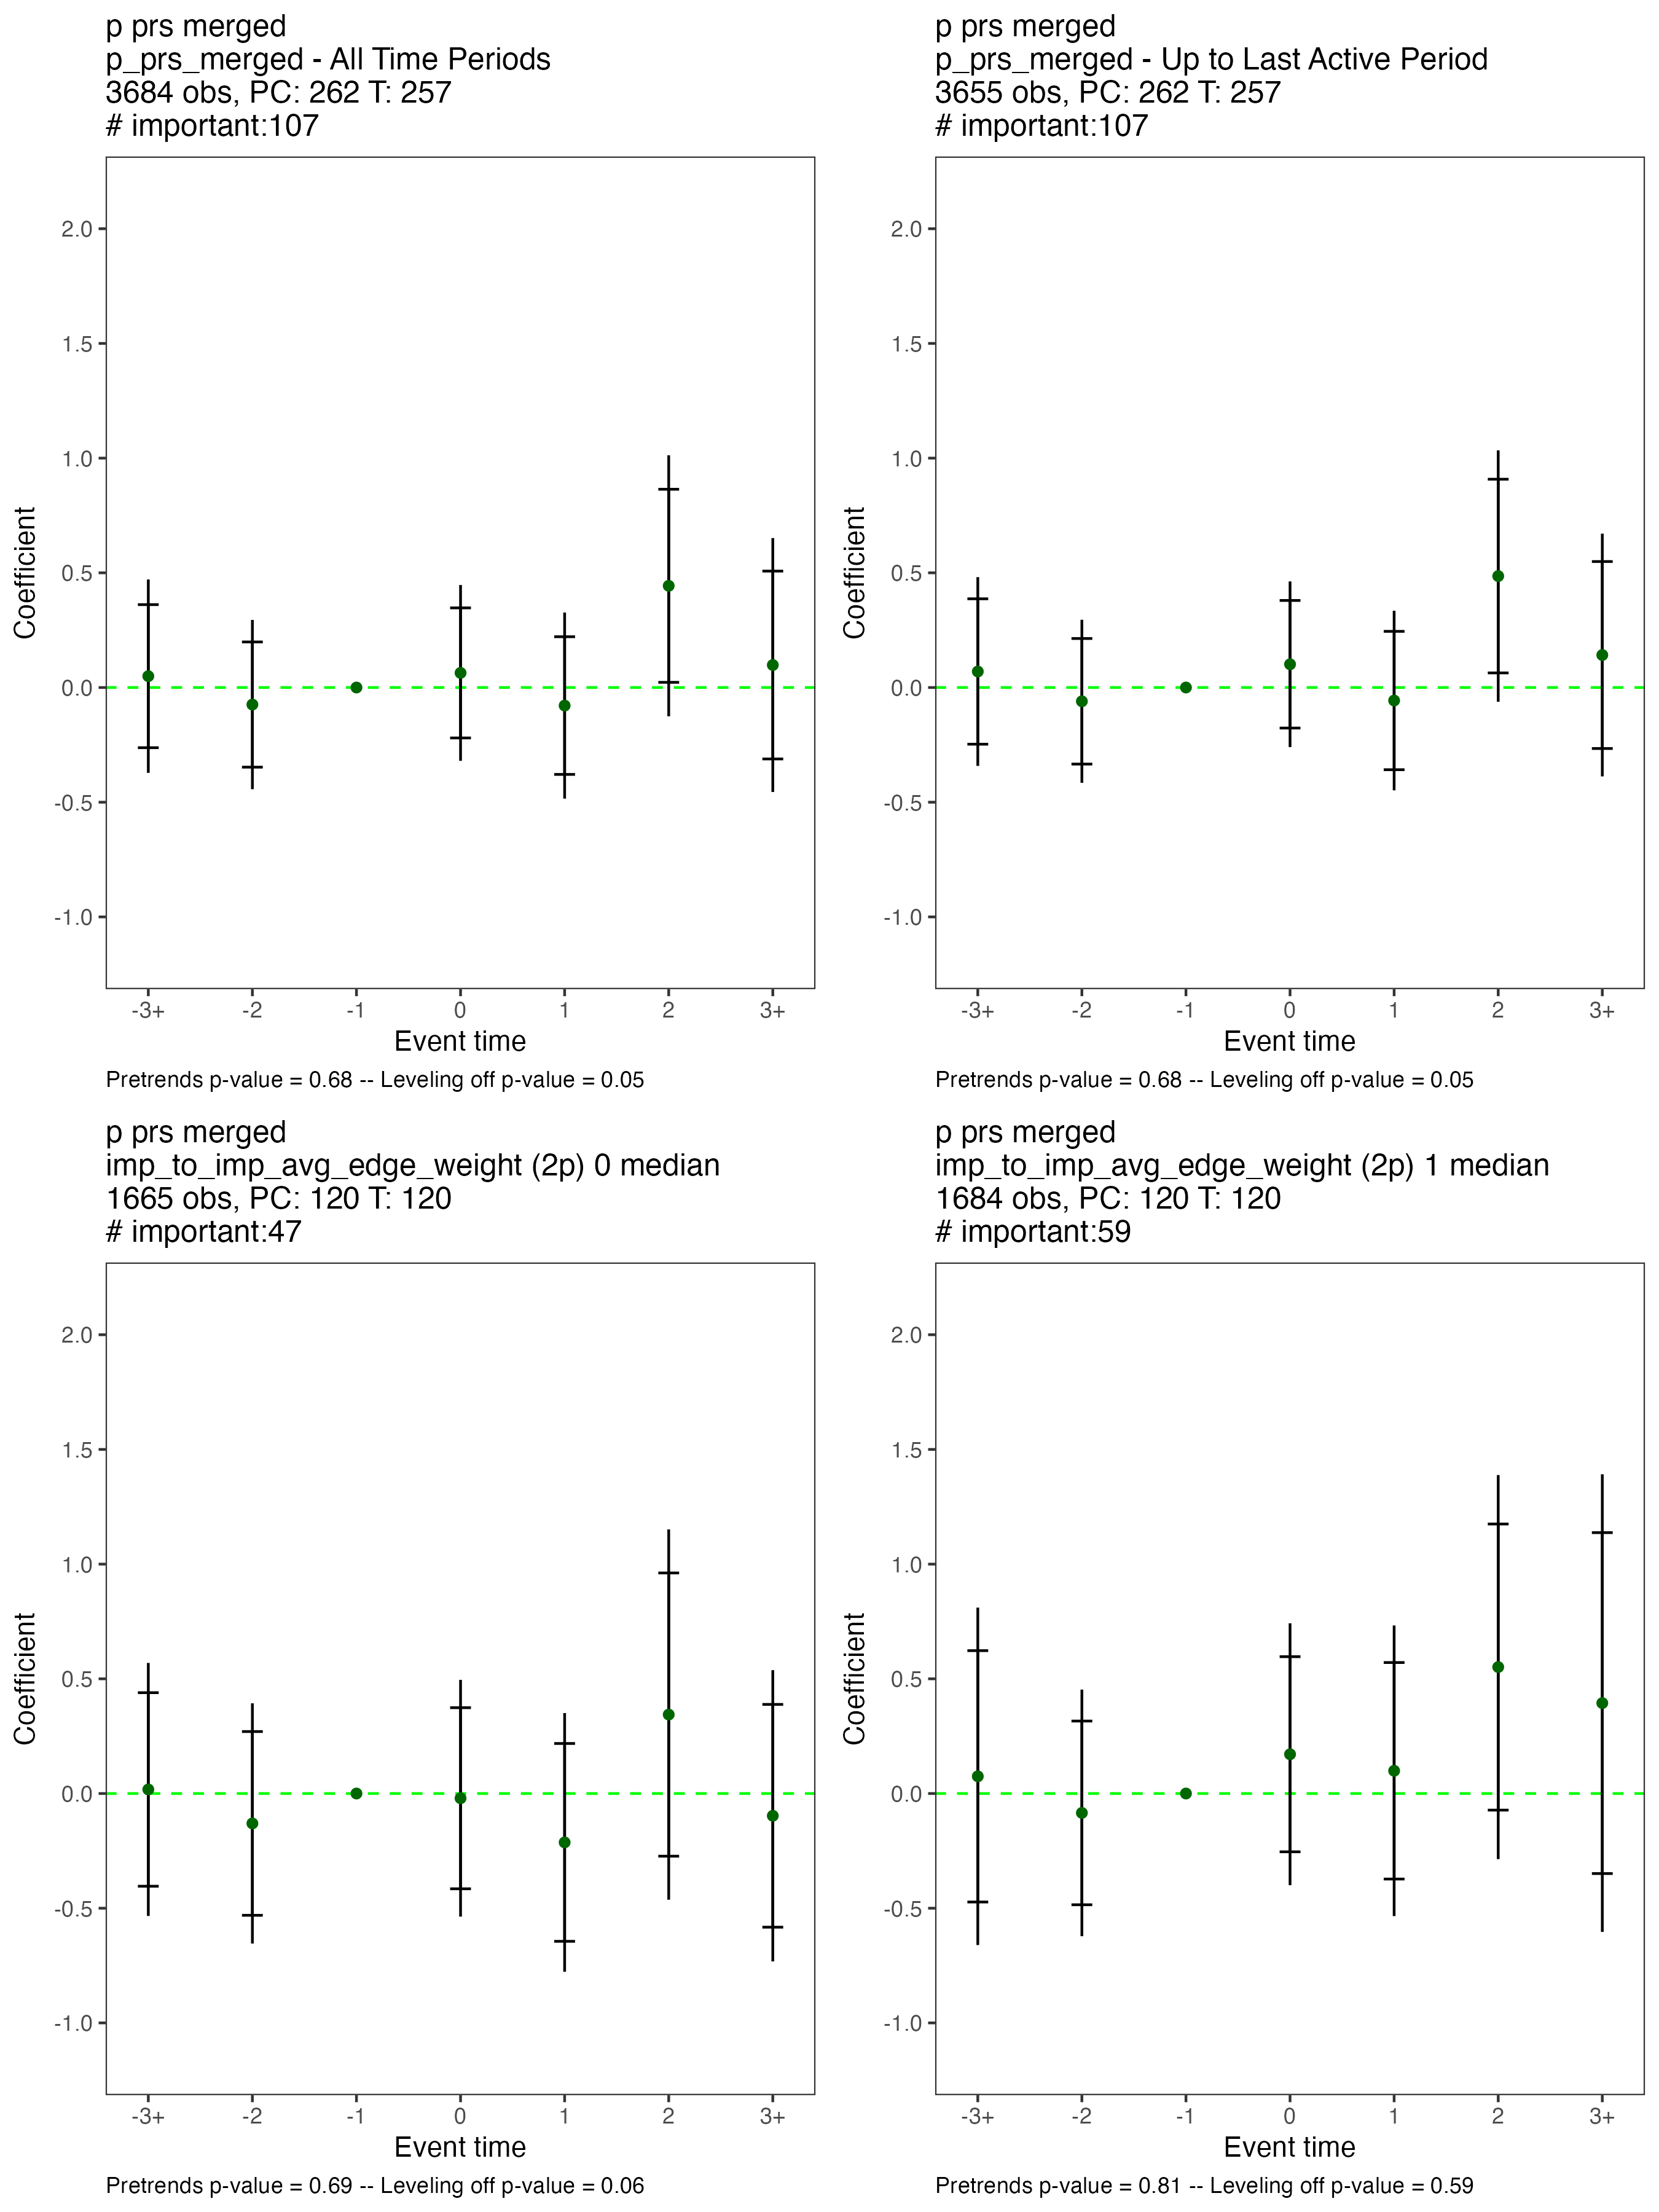 p prs merged
p_prs_merged - All Time Periods
3684 obs, PC: 262 T: 257
# important:107
2.0
1.5
1.0
0.5
0.0
-0.5
-1.0
Coefficient
-3+ -2 -1 0 1 2 3+
Event time
Pretrends p-value = 0.68 -- Leveling off p-value = 0.05
p prs merged
p_prs_merged - Up to Last Active Period
3655 obs, PC: 262 T: 257
# important:107
2.0
1.5
1.0
0.5
0.0
-0.5
-1.0
Coefficient
-3+ -2 -1 0 1 2 3+
Event time
Pretrends p-value = 0.68 -- Leveling off p-value = 0.05
p prs merged
imp_to_imp_avg_edge_weight (2p) 0 median
1665 obs, PC: 120 T: 120
# important:47
2.0
1.5
1.0
0.5
0.0
-0.5
-1.0
Coefficient
-3+ -2 -1 0 1 2 3+
Event time
Pretrends p-value = 0.69 -- Leveling off p-value = 0.06
p prs merged
imp_to_imp_avg_edge_weight (2p) 1 median
1684 obs, PC: 120 T: 120
# important:59
2.0
1.5
1.0
0.5
0.0
-0.5
-1.0
Coefficient
-3+ -2 -1 0 1 2 3+
Event time
Pretrends p-value = 0.81 -- Leveling off p-value = 0.59